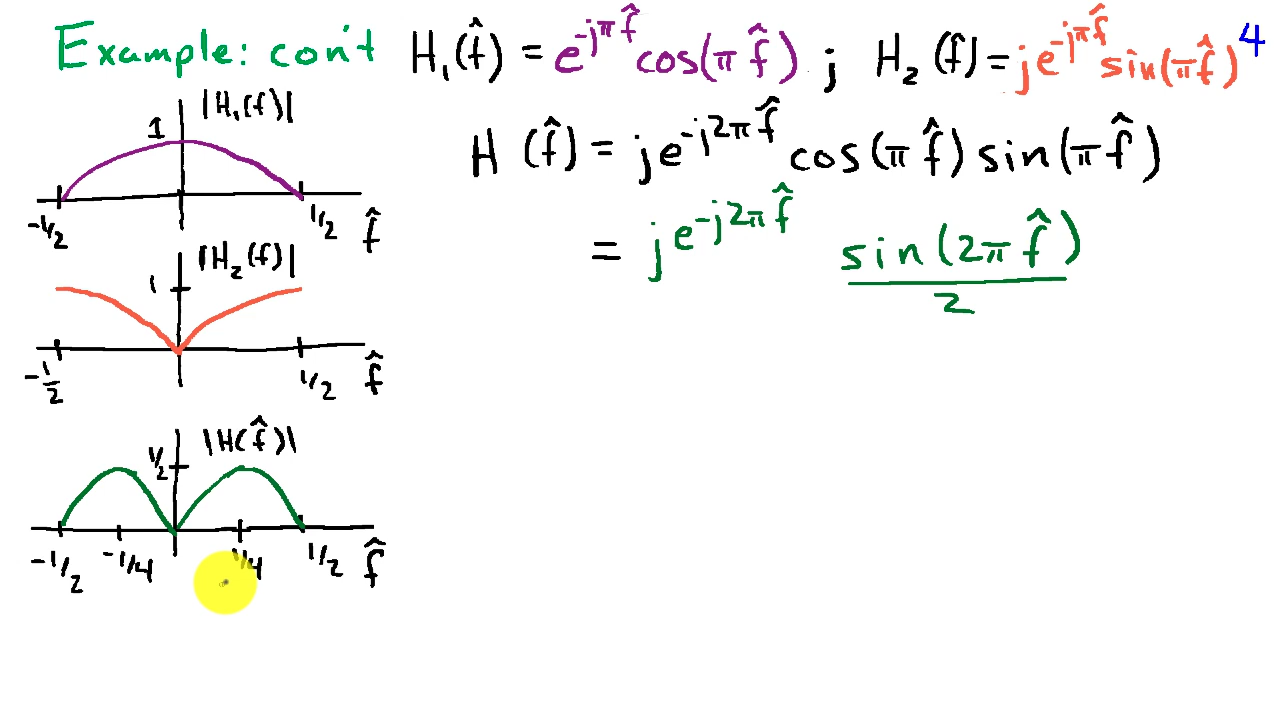 Example: con't H₁(f̂) = e^{-jπf̂} cos(πf̂) ; H₂(f̂) = je^{-jπf̂} sin(πf̂) 4
|H₁(f)|
1
-1/2 1/2 f̂
H(f̂) = je^{-j2πf̂} cos(πf̂) sin(πf̂)
= je^{-j2πf̂} sin(2πf̂)/2
|H₂(f)|
1
-1/2 1/2 f̂
|H(f̂)|
1/2
-1/2 -1/4 1/4 1/2 f̂